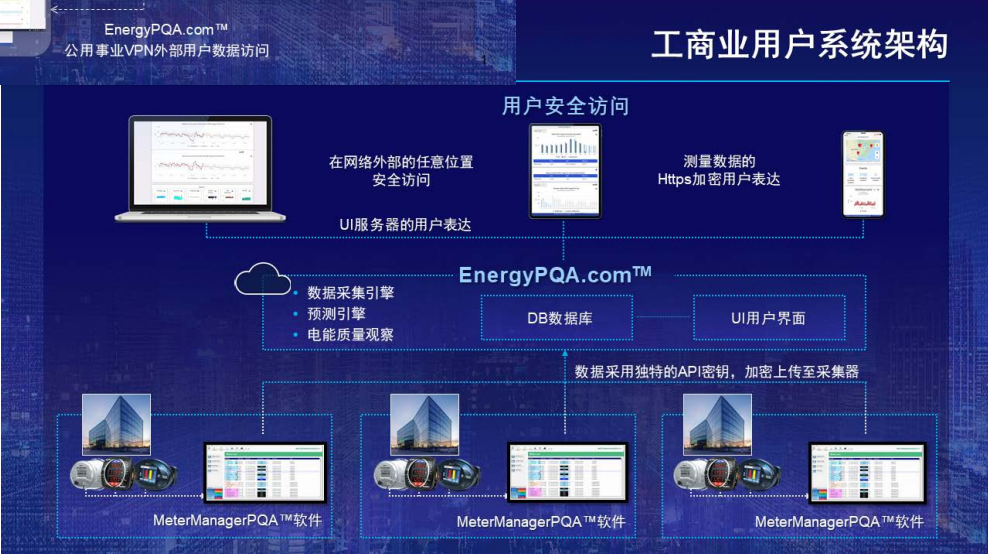 EnergyPQA.com™
公用事业VPN外部用户数据访问
1
工商业用户系统架构
用户安全访问
在网络外部的任意位置
安全访问
测量数据的
Https加密用户表达
UI服务器的用户表达
EnergyPQA.com™
• 数据采集引擎
• 预测引擎
• 电能质量观察
DB数据库
UI用户界面
数据采用独特的API密钥，加密上传至采集器
MeterManagerPQA™软件
MeterManagerPQA™软件
MeterManagerPQA™软件